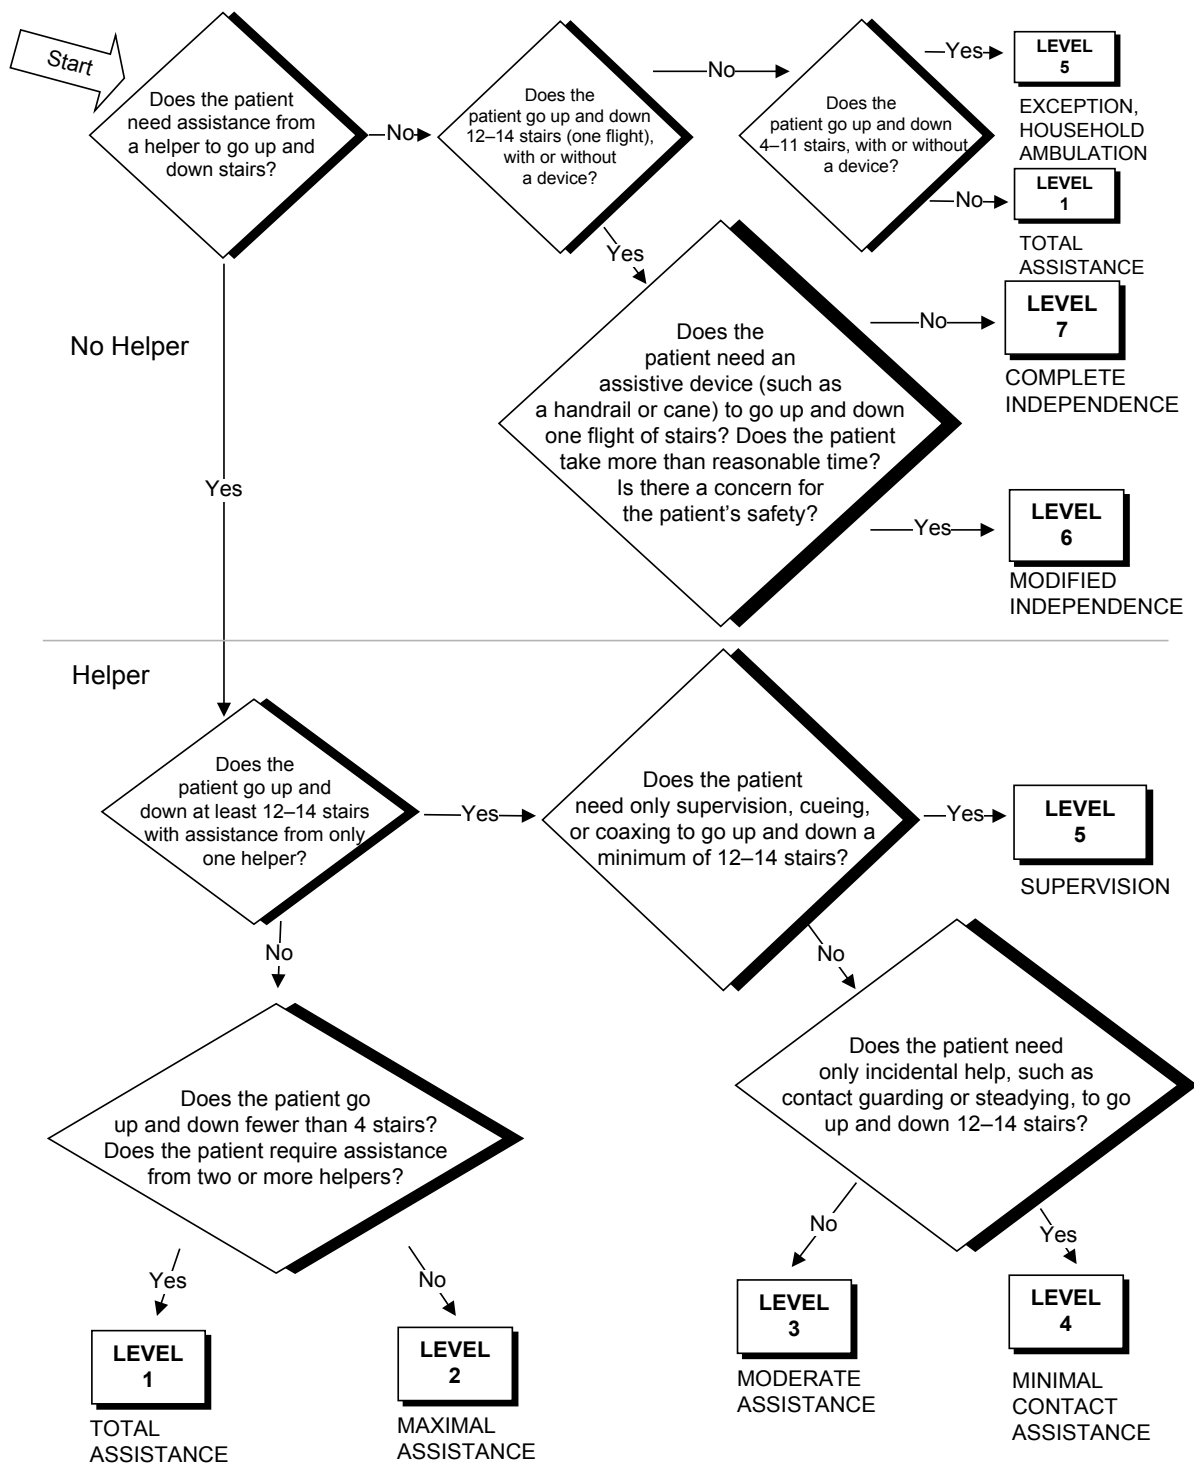 Start
Does the patient
need assistance from
a helper to go up and
down stairs?
No
Does the
patient go up and down
12–14 stairs (one flight),
with or without
a device?
No
Does the
patient go up and down
4–11 stairs, with or without
a device?
Yes
LEVEL
5
EXCEPTION,
HOUSEHOLD
AMBULATION
No
LEVEL
1
TOTAL
ASSISTANCE
Yes
Does the
patient need an
assistive device (such as
a handrail or cane) to go up and down
one flight of stairs? Does the patient
take more than reasonable time?
Is there a concern for
the patient's safety?
No
LEVEL
7
COMPLETE
INDEPENDENCE
Yes
LEVEL
6
MODIFIED
INDEPENDENCE
No Helper
Yes
Helper
Does the
patient go up and
down at least 12–14 stairs
with assistance from only
one helper?
Yes
Does the patient
need only supervision, cueing,
or coaxing to go up and down a
minimum of 12–14 stairs?
Yes
LEVEL
5
SUPERVISION
No
No
Does the patient go
up and down fewer than 4 stairs?
Does the patient require assistance
from two or more helpers?
Does the patient need
only incidental help, such as
contact guarding or steadying, to go
up and down 12–14 stairs?
Yes
No
No
Yes
LEVEL
1
TOTAL
ASSISTANCE
LEVEL
2
MAXIMAL
ASSISTANCE
LEVEL
3
MODERATE
ASSISTANCE
LEVEL
4
MINIMAL
CONTACT
ASSISTANCE